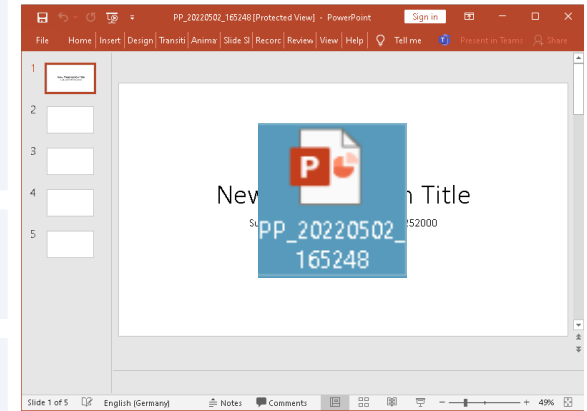 PP_20220502_165248 [Protected View] - PowerPoint
Sign in
File Home Insert Design Transiti Animat Slide Sl Recorc Review View Help Tell me Present in Teams Share
1
2
3
4
5
New
n Title
Su
252000
P
PP_20220502_
165248
Slide 1 of 5 English (Germany) Notes Comments 49%